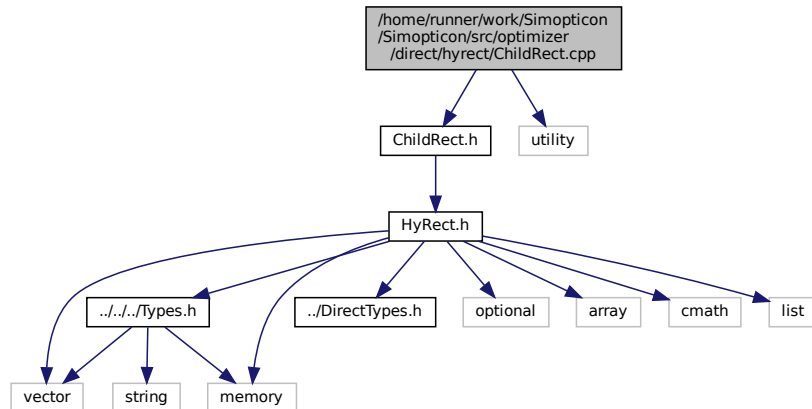 /home/runner/work/Simopticon
/Simopticon/src/optimizer
/direct/hyrect/ChildRect.cpp
ChildRect.h
utility
HyRect.h
../../../Types.h
../DirectTypes.h
optional
array
cmath
list
vector
string
memory